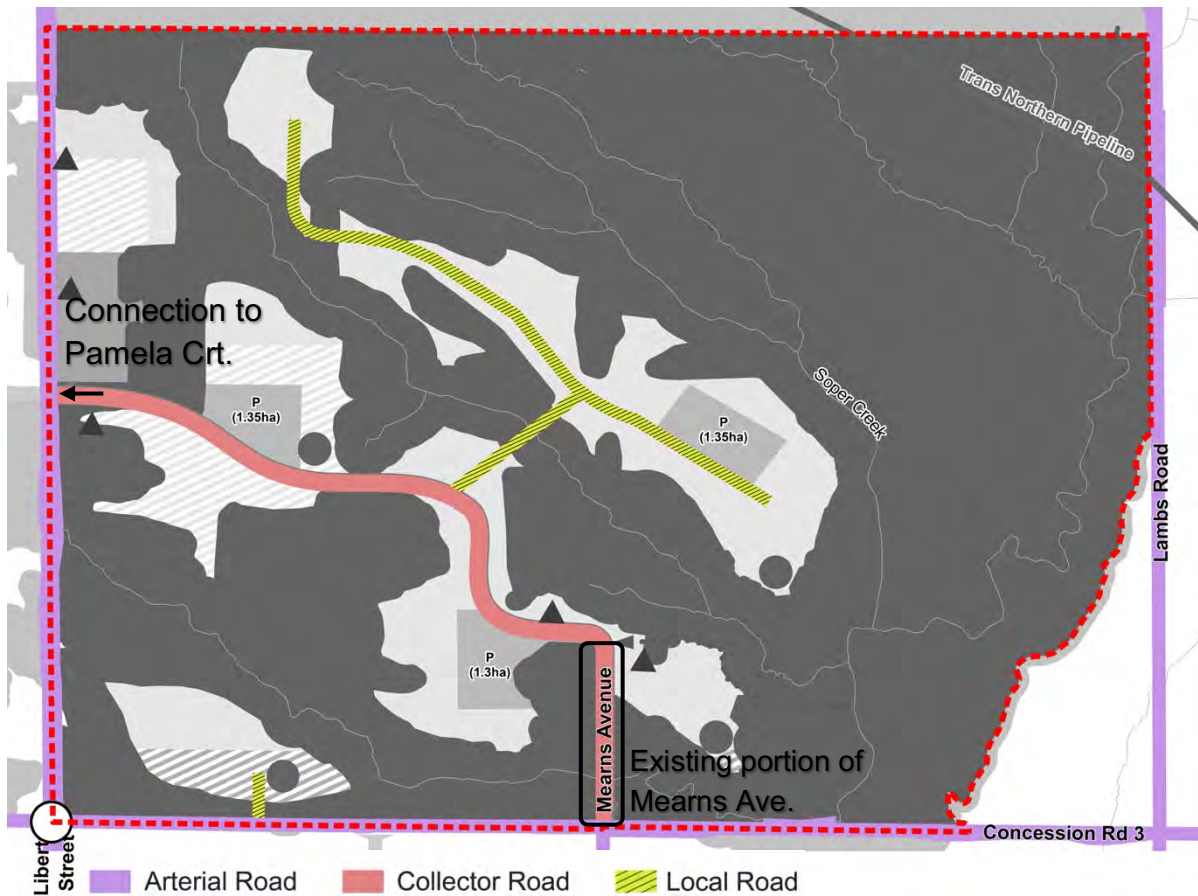 Trans Northern Pipeline
Connection to
Pamela Crt.
P
(1.35ha)
P
(1.35ha)
Soper Creek
Lambs Road
P
(1.3ha)
Mearns Avenue
Existing portion of
Mearns Ave.
Concession Rd 3
Street
Arterial Road
Collector Road
Local Road